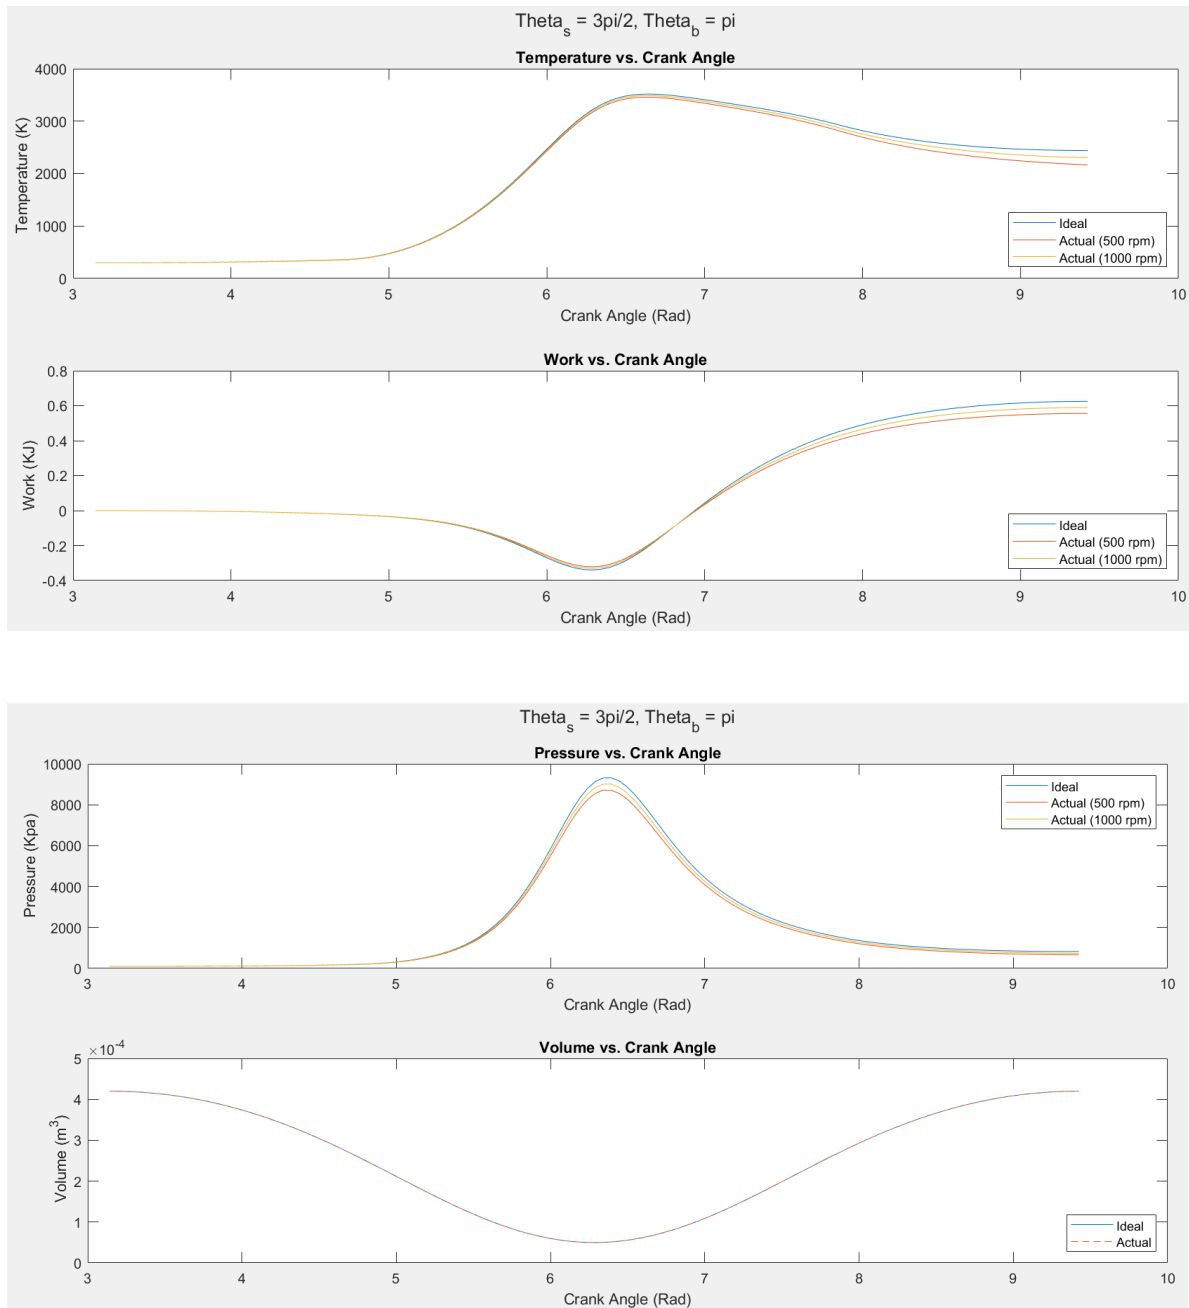 Theta_s = 3pi/2, Theta_b = pi
Temperature vs. Crank Angle
4000
3000
2000
1000
0
Temperature (K)
Ideal
Actual (500 rpm)
Actual (1000 rpm)
3 4 5 6 7 8 9 10
Crank Angle (Rad)
Work vs. Crank Angle
0.8
0.6
0.4
0.2
0
-0.2
-0.4
Work (KJ)
Ideal
Actual (500 rpm)
Actual (1000 rpm)
3 4 5 6 7 8 9 10
Crank Angle (Rad)
Theta_s = 3pi/2, Theta_b = pi
Pressure vs. Crank Angle
10000
8000
6000
4000
2000
0
Pressure (Kpa)
Ideal
Actual (500 rpm)
Actual (1000 rpm)
3 4 5 6 7 8 9 10
Crank Angle (Rad)
Volume vs. Crank Angle
×10^-4
5
4
3
2
1
0
Volume (m^3)
Ideal
Actual
3 4 5 6 7 8 9 10
Crank Angle (Rad)